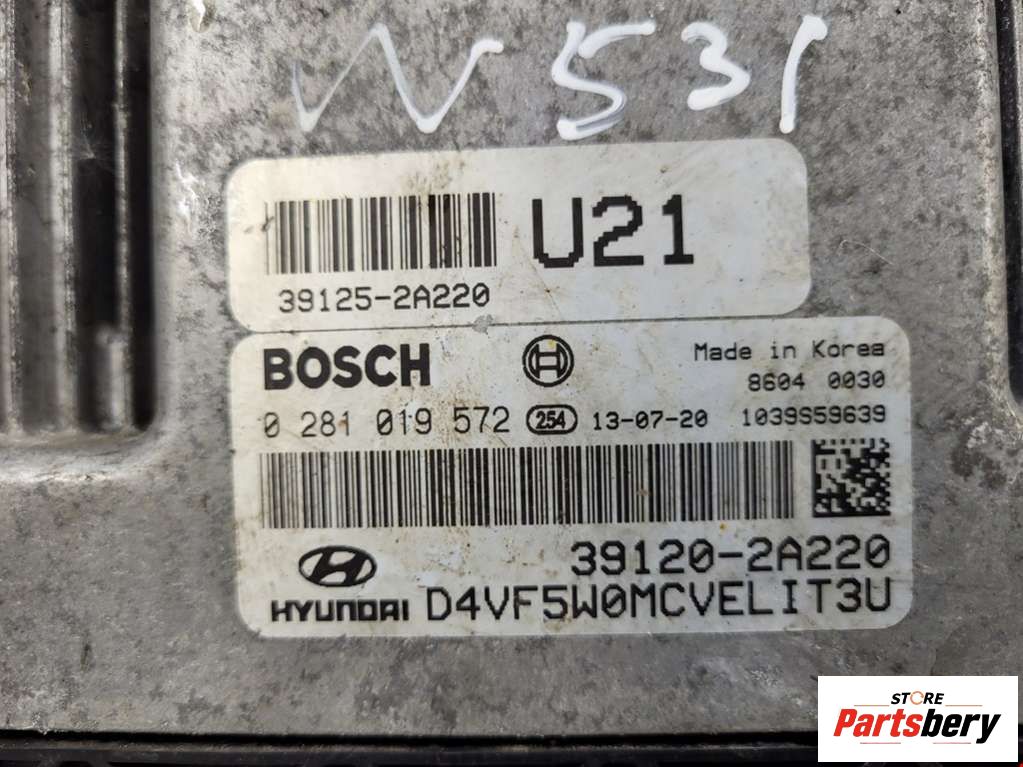 W 531
U21
39125-2A220
BOSCH
Made in Korea
8604 0030
0 281 019 572 254 13-07-20 1039S59639
39120-2A220
HYUNDAI D4VF5W0MCVELIT3U
STORE
Partsbery